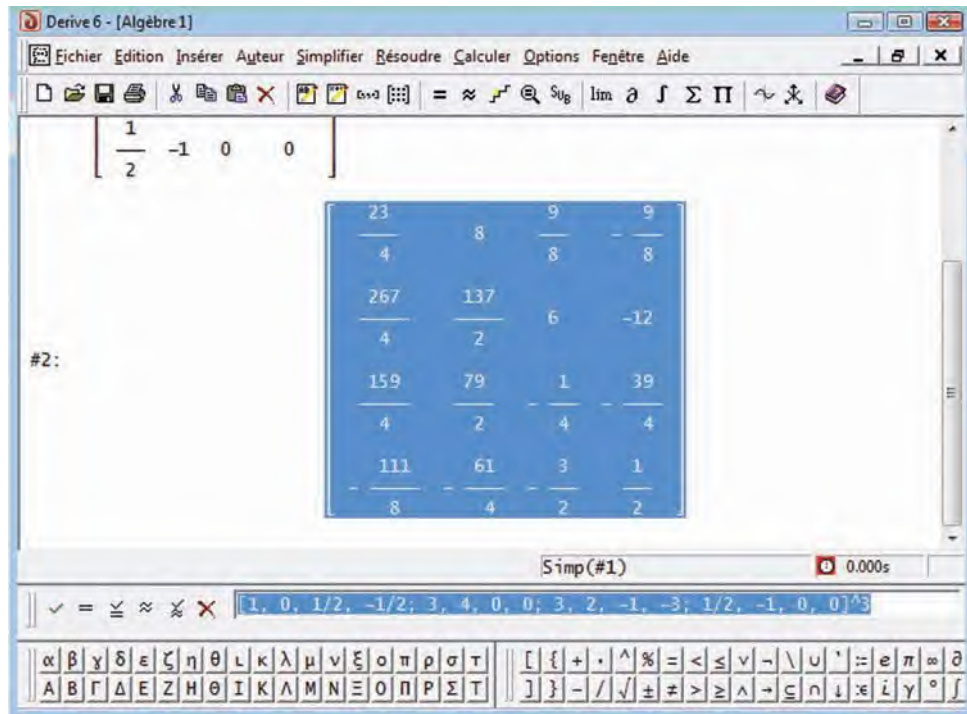 Derive 6 - [Algèbre 1]
Fichier Edition Insérer Auteur Simplifier Résoudre Calculer Options Fenêtre Aide
= ≈ Sub lim ∂ ∫ Σ Π
1
— -1 0 0
2
23 9 9
— 8 — - —
4 8 8
267 137
— — 6 -12
4 2
#2:
159 79 1 39
— — - — - —
4 2 4 4
111 61 3 1
- — - — - — —
8 4 2 2
Simp(#1) 0.000s
[1, 0, 1/2, -1/2; 3, 4, 0, 0; 3, 2, -1, -3; 1/2, -1, 0, 0]^3
α β γ δ ε ζ η θ ι κ λ μ ν ξ ο π ρ σ τ [ { + · ^ % = < ≤ ∨ ¬ \ ∪ ' := e π ∞ ∂
Α Β Γ Δ Ε Ζ Η Θ Ι Κ Λ Μ Ν Ξ Ο Π Ρ Σ Τ ] } - / √ ± ≠ > ≥ ∧ → ⊆ ∩ ↓ :∈ i γ ° ∫